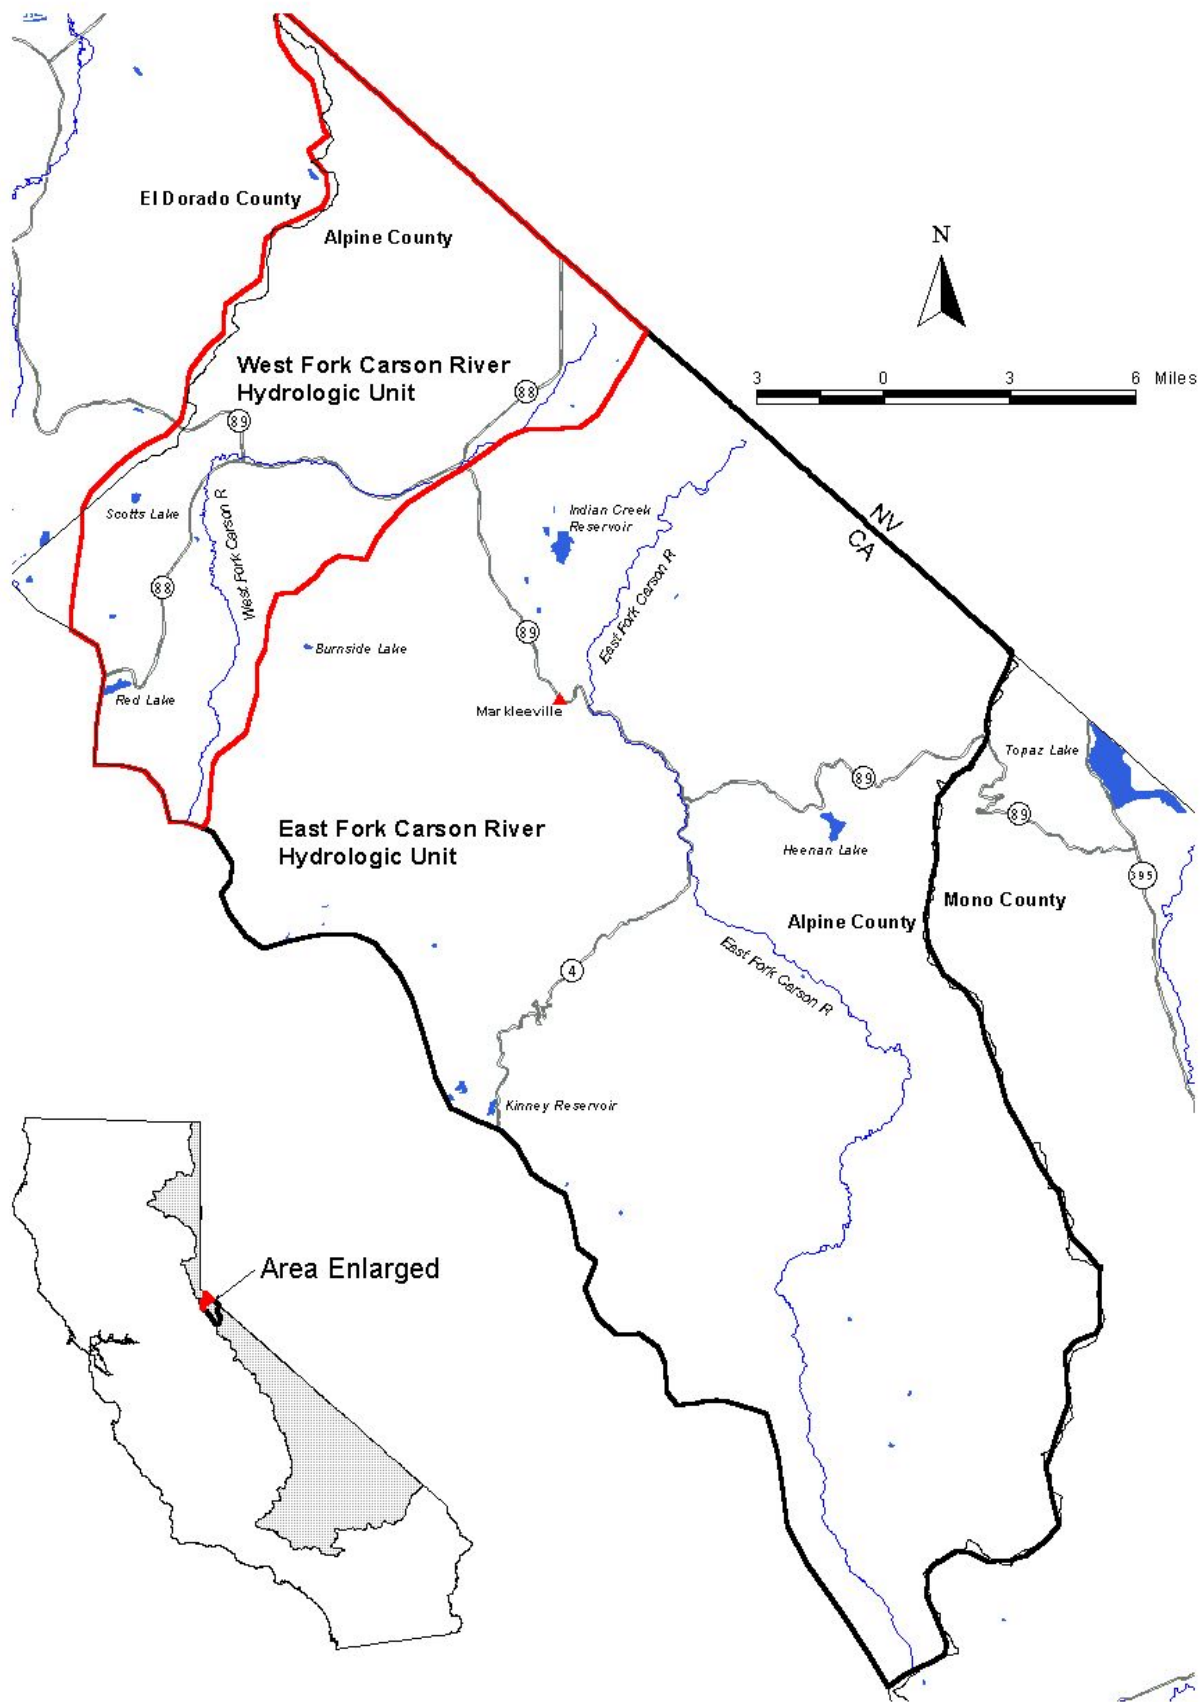 El Dorado County
Alpine County
N
West Fork Carson River
Hydrologic Unit
3
0
3
6
Miles
88
89
Scotts Lake
West Fork Carson R
Indian Creek
Reservoir
NV
CA
88
East Fork Carson R
89
Burnside Lake
Red Lake
Markleeville
Topaz Lake
89
89
East Fork Carson River
Hydrologic Unit
Heenan Lake
395
Mono County
Alpine County
East Fork Carson R
4
Kinney Reservoir
Area Enlarged